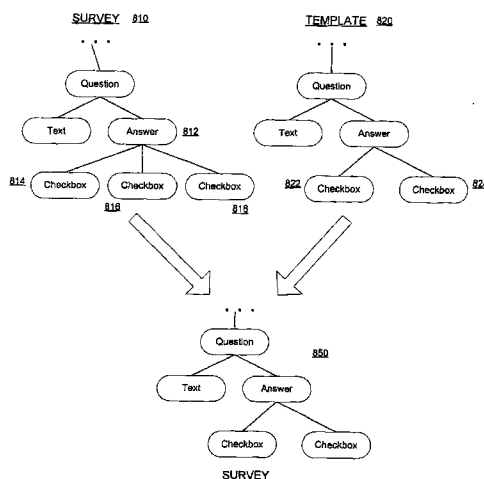 SURVEY 810
TEMPLATE 820
Question
Question
Text
Answer
812
Text
Answer
814
Checkbox
Checkbox
Checkbox
822
Checkbox
Checkbox
816
818
Question
850
Text
Answer
Checkbox
Checkbox
SURVEY